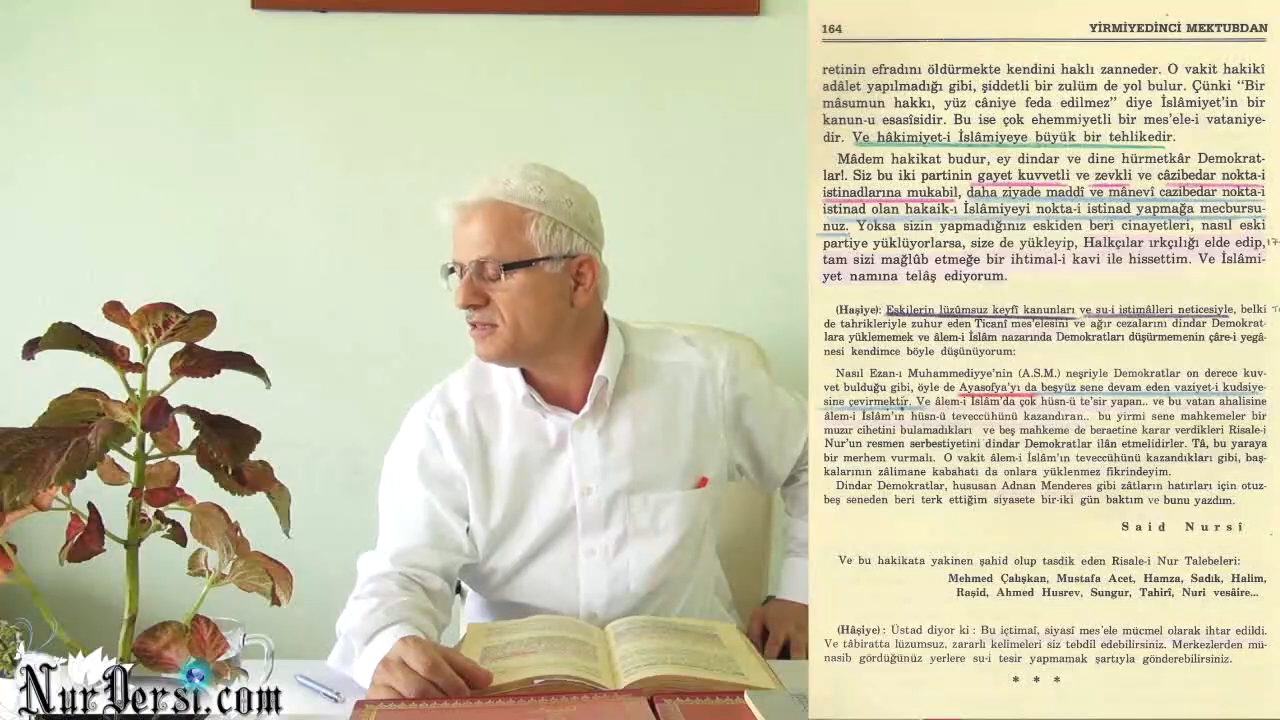 164
YİRMİYEDİNCİ MEKTUBDAN
retinin efradını öldürmekte kendini haklı zanneder. O vakit hakikî
adâlet yapılmadığı gibi, şiddetli bir zulüm de yol bulur. Çünki “Bir
mâsumun hakkı, yüz câniye feda edilmez” diye İslâmiyet’in bir
kanun-u esasîsidir. Bu ise çok ehemmiyetli bir mes’ele-i vataniye-
dir. Ve hâkimiyet-i İslâmiyeye büyük bir tehlikedir.
Mâdem hakikat budur, ey dindar ve dine hürmetkâr Demokrat-
lar!. Siz bu iki partinin gayet kuvvetli ve zevkli ve câzibedar nokta-i
istinadlarına mukabil, daha ziyade maddî ve mânevî cazibedar nokta-i
istinad olan hakaik-ı İslâmiyeyi nokta-i istinad yapmağa mecbursu-
nuz. Yoksa sizin yapmadığınız eskiden beri cinayetleri, nasıl eski
partiye yüklüyorlarsa, size de yükleyip, Halkçılar ırkçılığı elde edip,
tam sizi mağlûb etmeğe bir ihtimal-i kavi ile hissettim. Ve İslâmi-
yet namına telâş ediyorum.
(Haşiye): Eskilerin lüzûmsuz keyfî kanunları ve su-i istimâlleri neticesiyle, belki
de tahrikleriyle zuhur eden Ticanî mes’elesini ve ağır cezalarını dindar Demokrat-
lara yüklememek ve âlem-i İslâm nazarında Demokratları düşürmemenin çâre-i yegâ-
nesi kendimce böyle düşünüyorum:
Nasıl Ezan-ı Muhammediyye’nin (A.S.M.) neşriyle Demokratlar on derece kuv-
vet bulduğu gibi, öyle de Ayasofya’yı da beşyüz sene devam eden vaziyet-i kudsiye-
sine çevirmektir. Ve âlem-i İslâm’da çok hüsn-ü te’sir yapan.. ve bu vatan ahalisine
âlem-i İslâm’ın hüsn-ü teveccühünü kazandıran.. bu yirmi sene mahkemeler bir
muzır cihetini bulamadıkları ve beş mahkeme de beraetine karar verdikleri Risale-i
Nur’un resmen serbestiyetini dindar Demokratlar ilân etmelidirler. Tâ, bu yaraya
bir merhem vurmalı. O vakit âlem-i İslâm’ın teveccühünü kazandıkları gibi, baş-
kalarının zâlimane kabahatı da onlara yüklenmez fikrindeyim.
Dindar Demokratlar, hususan Adnan Menderes gibi zâtların hatırları için otuz-
beş seneden beri terk ettiğim siyasete bir-iki gün baktım ve bunu yazdım.
Said Nursî
Ve bu hakikata yakinen şahid olup tasdik eden Risale-i Nur Talebeleri:
Mehmed Çalışkan, Mustafa Acet, Hamza, Sadık, Halim,
Raşid, Ahmed Husrev, Sungur, Tahirî, Nuri vesâire...
(Hâşiye) : Üstad diyor ki : Bu içtimaî, siyasî mes’ele mücmel olarak ihtar edildi.
Ve tâbiratta lüzumsuz, zararlı kelimeleri siz tebdil edebilirsiniz. Merkezlerden mü-
nasib gördüğünüz yerlere su-i tesir yapmamak şartıyla gönderebilirsiniz.
* * *
NurDersi.com